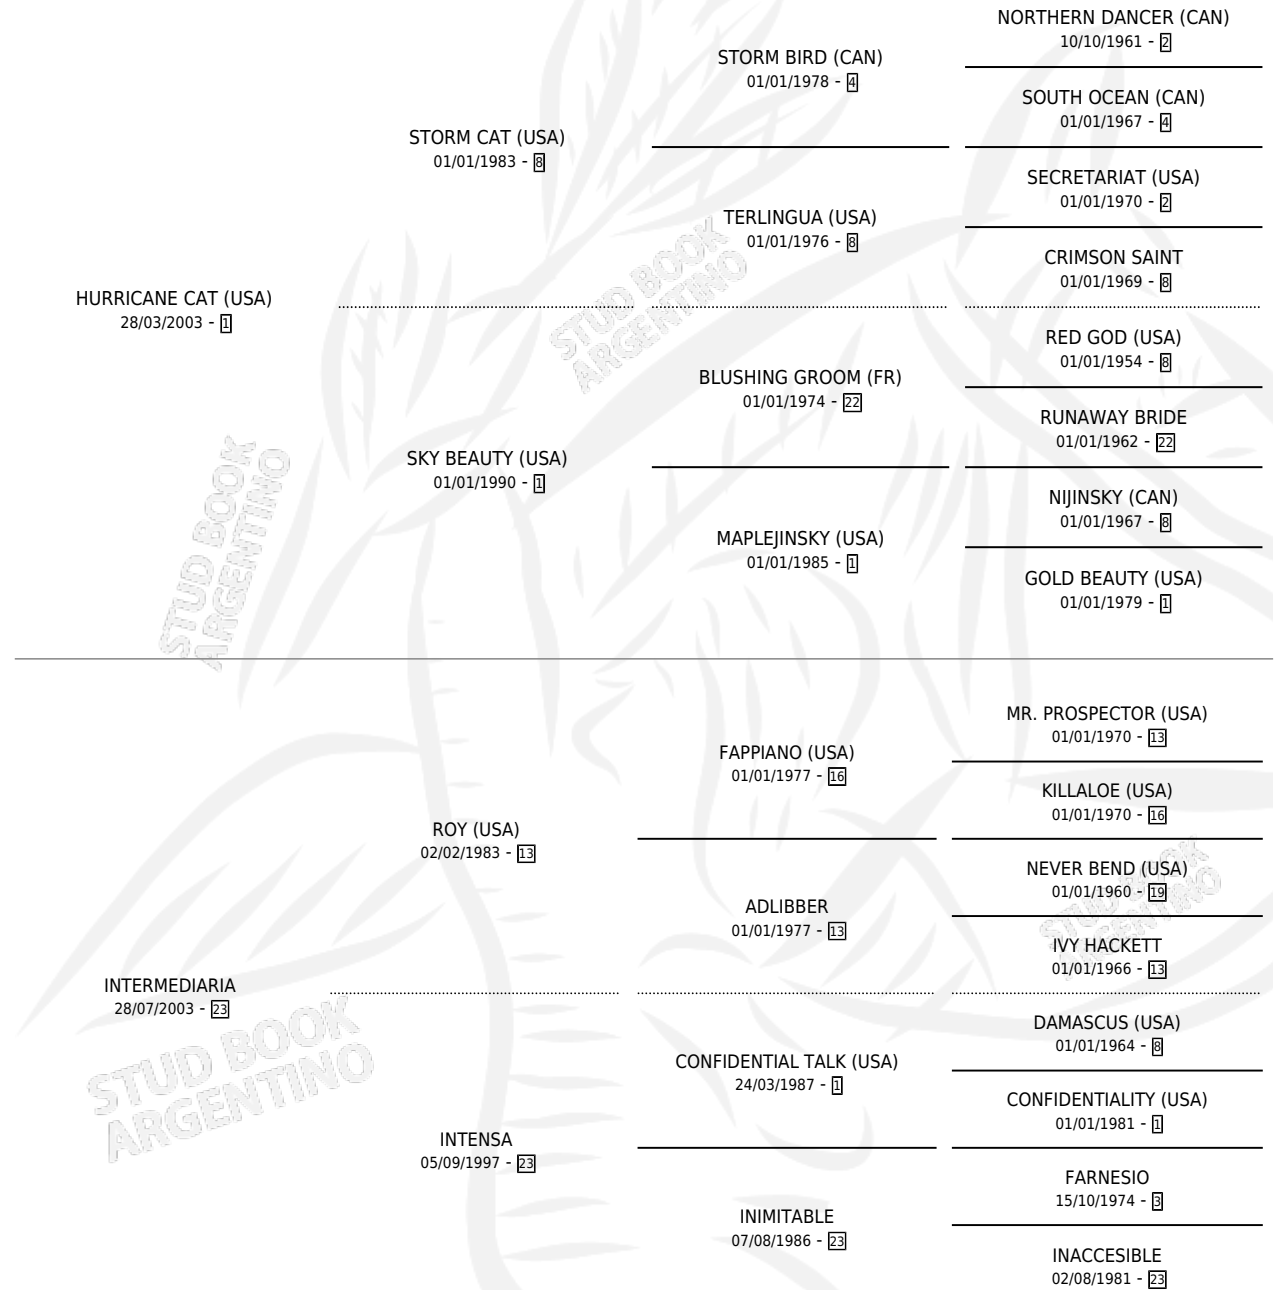 NORTHERN DANCER (CAN)
10/10/1961 - 2
STORM BIRD (CAN)
01/01/1978 - 4
SOUTH OCEAN (CAN)
01/01/1967 - 4
STORM CAT (USA)
01/01/1983 - 8
SECRETARIAT (USA)
01/01/1970 - 2
TERLINGUA (USA)
01/01/1976 - 8
CRIMSON SAINT
01/01/1969 - 8
HURRICANE CAT (USA)
28/03/2003 - 1
RED GOD (USA)
01/01/1954 - 8
BLUSHING GROOM (FR)
01/01/1974 - 22
RUNAWAY BRIDE
01/01/1962 - 22
SKY BEAUTY (USA)
01/01/1990 - 1
NIJINSKY (CAN)
01/01/1967 - 8
MAPLEJINSKY (USA)
01/01/1985 - 1
GOLD BEAUTY (USA)
01/01/1979 - 1
MR. PROSPECTOR (USA)
01/01/1970 - 13
FAPPIANO (USA)
01/01/1977 - 16
KILLALOE (USA)
01/01/1970 - 16
ROY (USA)
02/02/1983 - 13
NEVER BEND (USA)
01/01/1960 - 19
ADLIBBER
01/01/1977 - 13
IVY HACKETT
01/01/1966 - 13
INTERMEDIARIA
28/07/2003 - 23
DAMASCUS (USA)
01/01/1964 - 8
CONFIDENTIAL TALK (USA)
24/03/1987 - 1
CONFIDENTIALITY (USA)
01/01/1981 - 1
INTENSA
05/09/1997 - 23
FARNESIO
15/10/1974 - 3
INIMITABLE
07/08/1986 - 23
INACCESIBLE
02/08/1981 - 23
STUD BOOK
ARGENTINO
STUD BOOK
ARGENTINO
STUD BOOK
ARGENTINO
STUD BOOK
ARGENTINO